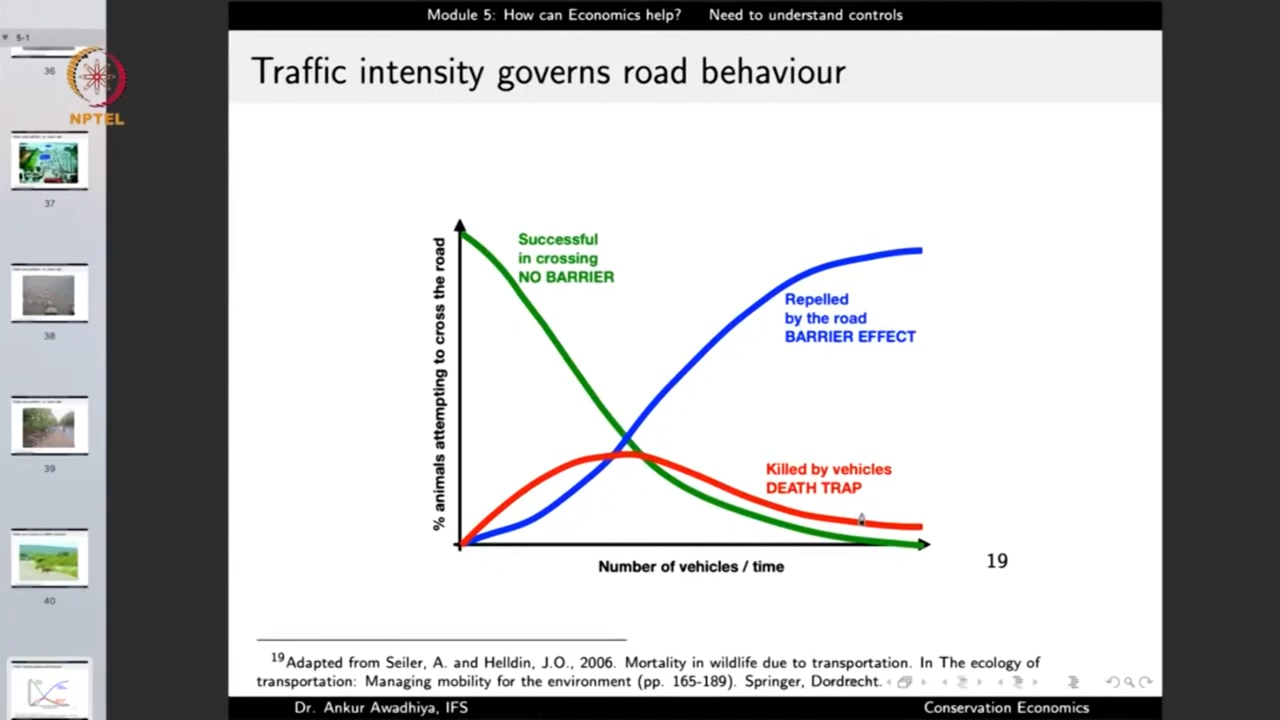 Module 5: How can Economics help? Need to understand controls
5-1
36
NPTEL
37
38
39
40
Traffic intensity governs road behaviour
% animals attempting to cross the road
Successful
in crossing
NO BARRIER
Repelled
by the road
BARRIER EFFECT
Killed by vehicles
DEATH TRAP
Number of vehicles / time
19
19Adapted from Seiler, A. and Helldin, J.O., 2006. Mortality in wildlife due to transportation. In The ecology of
transportation: Managing mobility for the environment (pp. 165-189). Springer, Dordrecht.
Dr. Ankur Awadhiya, IFS
Conservation Economics